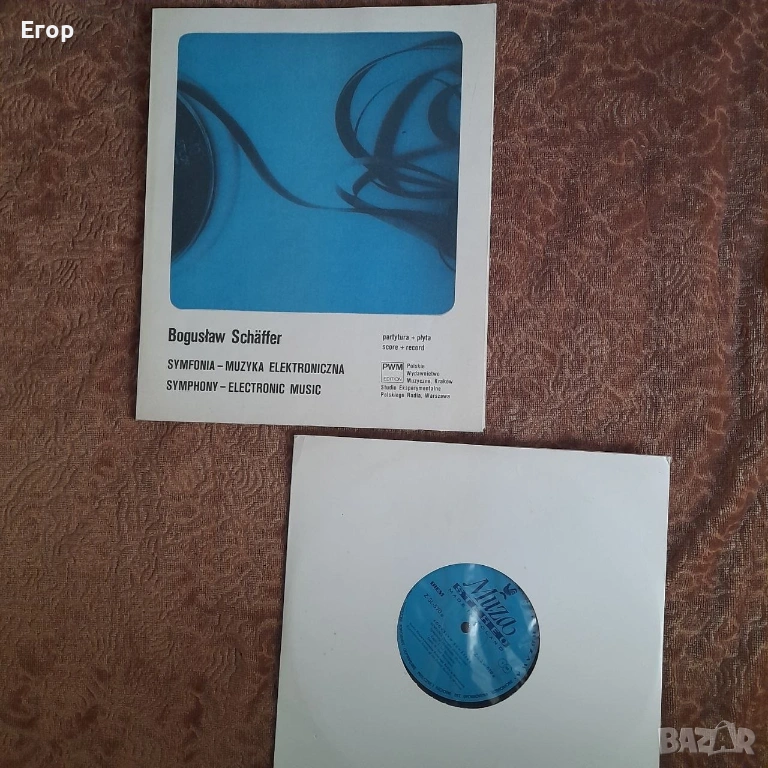 Егор
Bogusław Schäffer
SYMFONIA – MUZYKA ELEKTRONICZNA
SYMPHONY – ELECTRONIC MUSIC
partytura + płyta
score + record
PWM
EDITION
Polskie
Wydawnictwo
Muzyczne, Kraków
Studio Eksperymentalne
Polskiego Radia, Warszawa
Muza
BAZAR